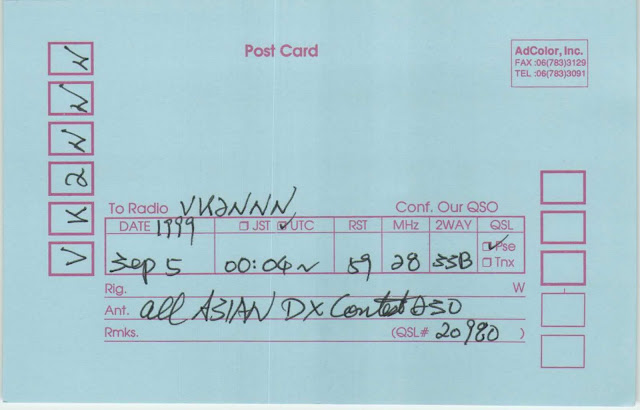 VK2NNN
Post Card
AdColor, Inc.
FAX :06(783)3129
TEL :06(783)3091
To Radio VK2NNN Conf. Our QSO
DATE 1999 JST UTC RST MHz 2WAY QSL
Sep 5 00:04~ 59 28 SSB Pse
Tnx
Rig. W
Ant. all ASIAN DX Contest
Rmks. (QSL# 20980 )